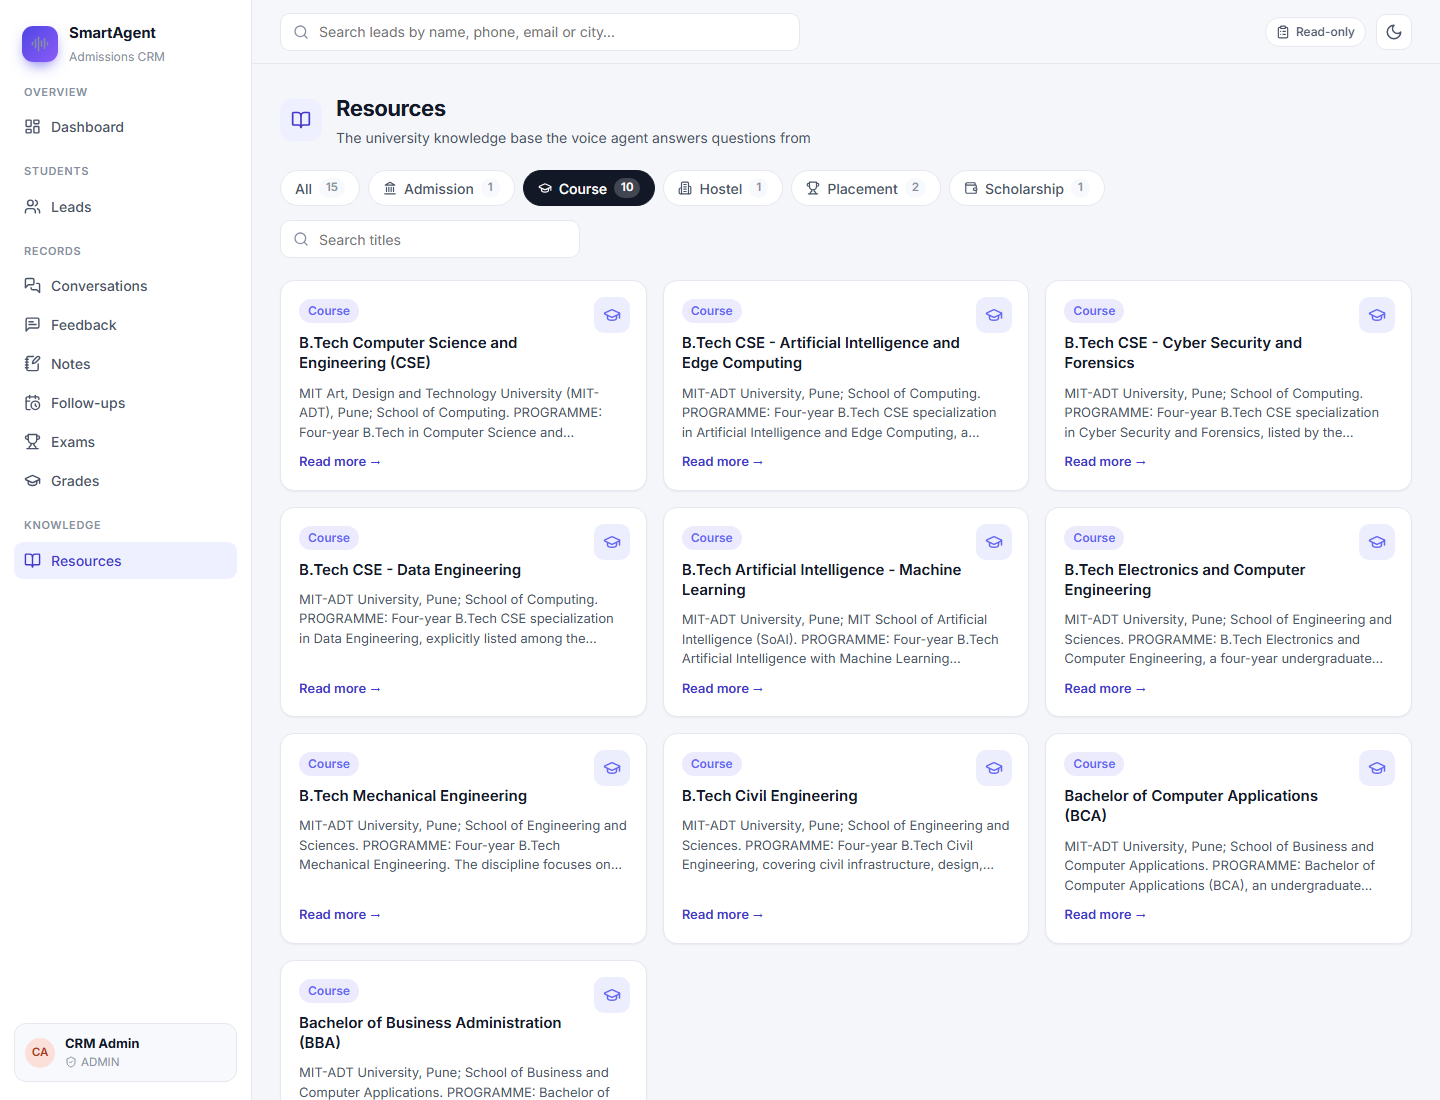 SmartAgent
Admissions CRM
OVERVIEW
Dashboard
STUDENTS
Leads
RECORDS
Conversations
Feedback
Notes
Follow-ups
Exams
Grades
KNOWLEDGE
Resources
CRM Admin
CA
ADMIN
Search leads by name, phone, email or city...
Read-only
Resources
The university knowledge base the voice agent answers questions from
All 15
Admission 1
Course 10
Hostel 1
Placement 2
Scholarship 1
Search titles
Course
B.Tech Computer Science and
Engineering (CSE)
MIT Art, Design and Technology University (MIT-
ADT), Pune; School of Computing. PROGRAMME:
Four-year B.Tech in Computer Science and...
Read more →
Course
B.Tech CSE - Artificial Intelligence and
Edge Computing
MIT-ADT University, Pune; School of Computing.
PROGRAMME: Four-year B.Tech CSE specialization
in Artificial Intelligence and Edge Computing, a...
Read more →
Course
B.Tech CSE - Cyber Security and
Forensics
MIT-ADT University, Pune; School of Computing.
PROGRAMME: Four-year B.Tech CSE specialization
in Cyber Security and Forensics, listed by the...
Read more →
Course
B.Tech CSE - Data Engineering
MIT-ADT University, Pune; School of Computing.
PROGRAMME: Four-year B.Tech CSE specialization
in Data Engineering, explicitly listed among the...
Read more →
Course
B.Tech Artificial Intelligence - Machine
Learning
MIT-ADT University, Pune; MIT School of Artificial
Intelligence (SoAI). PROGRAMME: Four-year B.Tech
Artificial Intelligence with Machine Learning...
Read more →
Course
B.Tech Electronics and Computer
Engineering
MIT-ADT University, Pune; School of Engineering and
Sciences. PROGRAMME: B.Tech Electronics and
Computer Engineering, a four-year undergraduate...
Read more →
Course
B.Tech Mechanical Engineering
MIT-ADT University, Pune; School of Engineering and
Sciences. PROGRAMME: Four-year B.Tech
Mechanical Engineering. The discipline focuses on...
Read more →
Course
B.Tech Civil Engineering
MIT-ADT University, Pune; School of Engineering and
Sciences. PROGRAMME: Four-year B.Tech Civil
Engineering, covering civil infrastructure, design,...
Read more →
Course
Bachelor of Computer Applications
(BCA)
MIT-ADT University, Pune; School of Business and
Computer Applications. PROGRAMME: Bachelor of
Computer Applications (BCA), an undergraduate...
Read more →
Course
Bachelor of Business Administration
(BBA)
MIT-ADT University, Pune; School of Business and
Computer Applications. PROGRAMME: Bachelor of